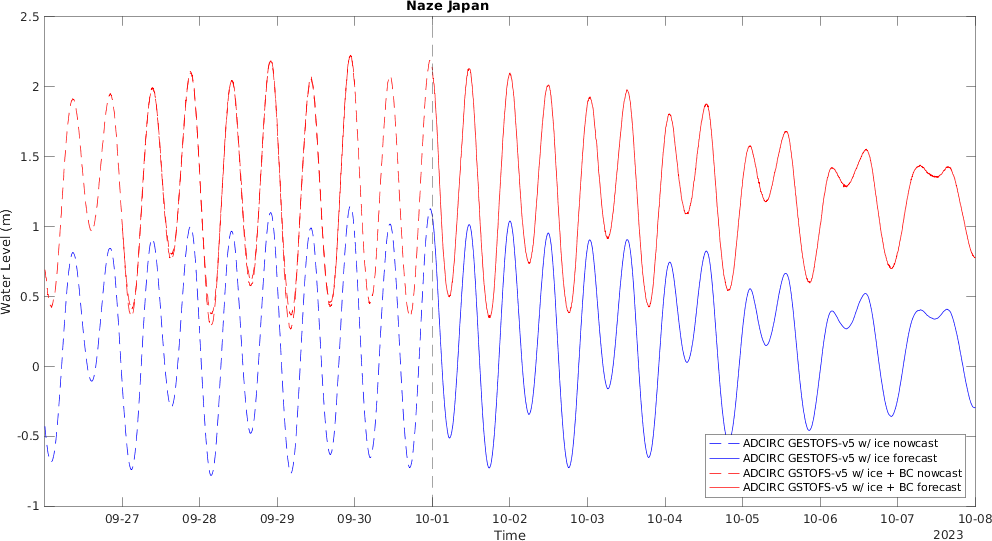 Naze Japan
2.5
2
1.5
1
0.5
0
-0.5
-1
Water Level (m)
09-27 09-28 09-29 09-30 10-01 10-02 10-03 10-04 10-05 10-06 10-07 10-08
Time
2023
ADCIRC GESTOFS-v5 w/ ice nowcast
ADCIRC GESTOFS-v5 w/ ice forecast
ADCIRC GSTOFS-v5 w/ ice + BC nowcast
ADCIRC GSTOFS-v5 w/ ice + BC forecast